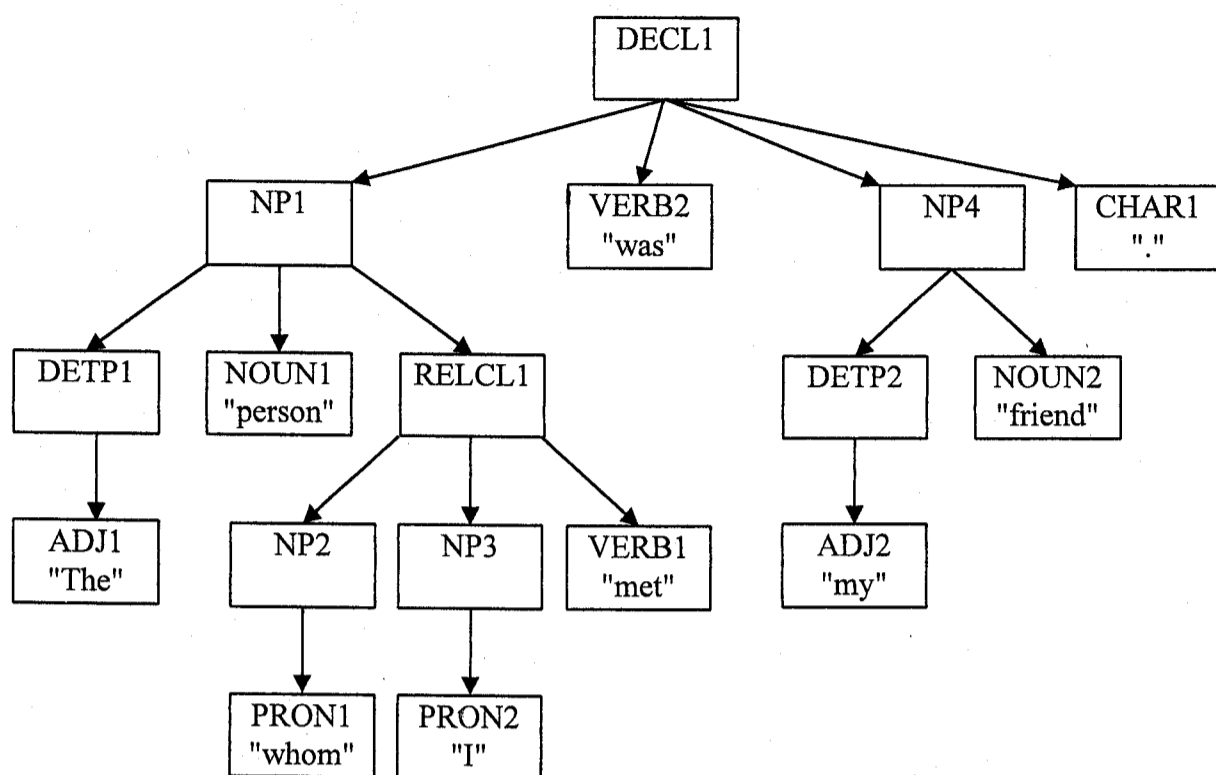 DECL1
NP1
VERB2
"was"
NP4
CHAR1
"."
DETP1
NOUN1
"person"
RELCL1
DETP2
NOUN2
"friend"
ADJ1
"The"
NP2
NP3
VERB1
"met"
ADJ2
"my"
PRON1
"whom"
PRON2
"I"